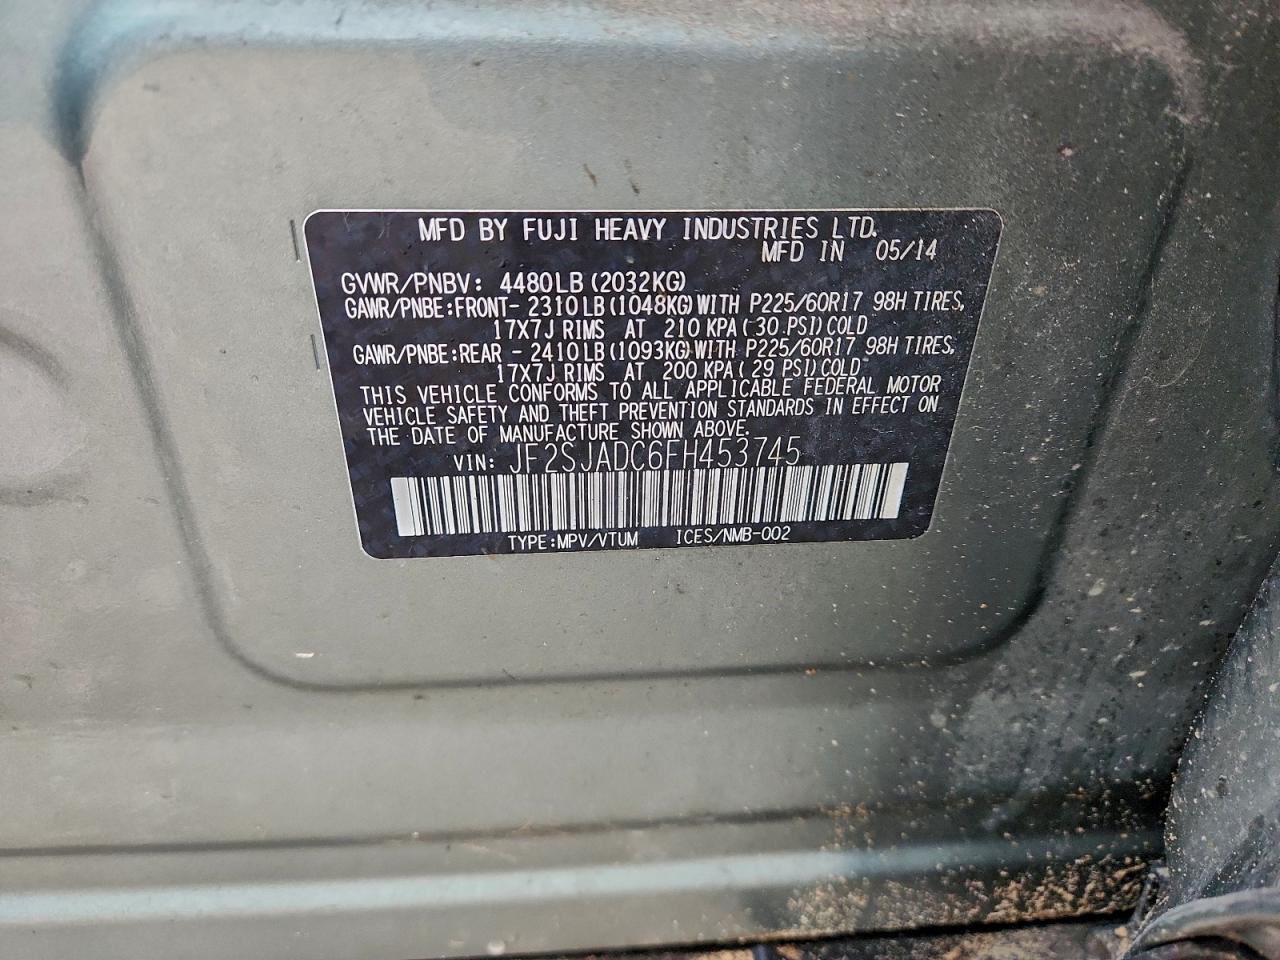 MFD BY FUJI HEAVY INDUSTRIES LTD.
MFD IN 05/14
GVWR/PNBV: 4480LB (2032KG)
GAWR/PNBE:FRONT- 2310LB (1048KG) WITH P225/60R17 98H TIRES,
17X7J RIMS AT 210 KPA (30 PSI) COLD
GAWR/PNBE:REAR - 2410LB (1093KG) WITH P225/60R17 98H TIRES,
17X7J RIMS AT 200 KPA (29 PSI) COLD
THIS VEHICLE CONFORMS TO ALL APPLICABLE FEDERAL MOTOR
VEHICLE SAFETY AND THEFT PREVENTION STANDARDS IN EFFECT ON
THE DATE OF MANUFACTURE SHOWN ABOVE.
VIN: JF2SJADC6FH453745
TYPE:MPV/VTUM ICES/NMB-002